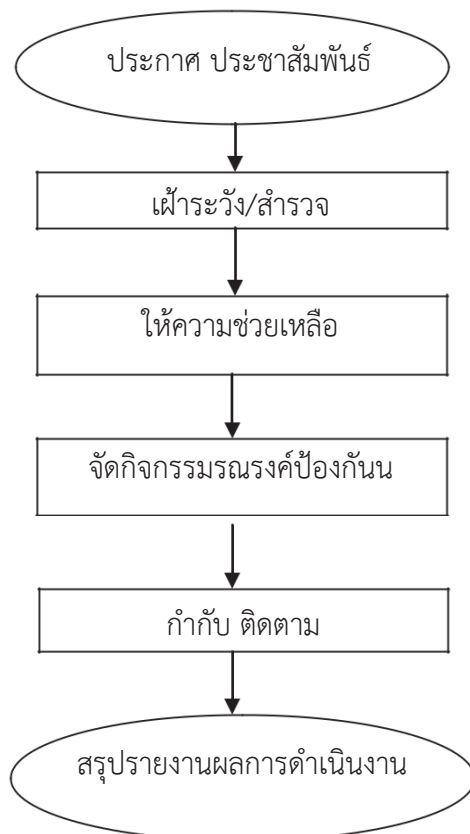 ประกาศ ประชาสัมพันธ์
เฝ้าระวัง/สำรวจ
ให้ความช่วยเหลือ
จัดกิจกรรมรณรงค์ป้องกันน
กำกับ ติดตาม
สรุปรายงานผลการดำเนินงาน